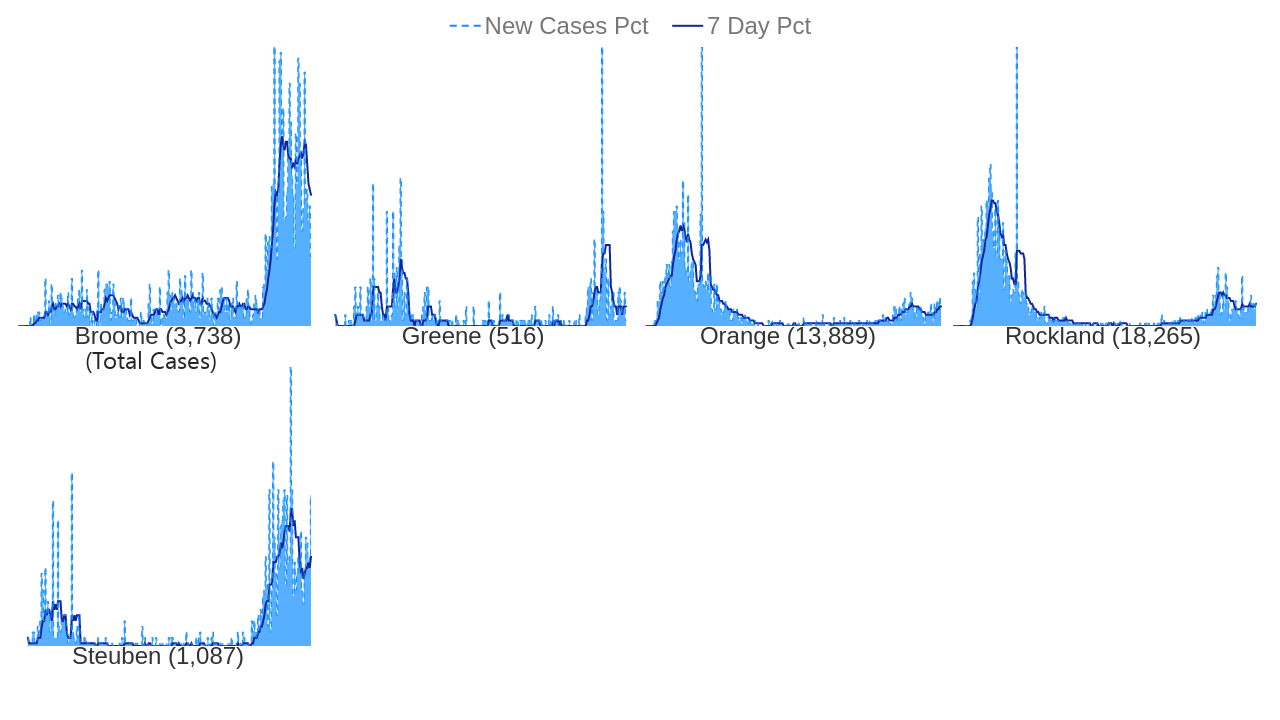 New Cases Pct 7 Day Pct
Broome (3,738) Greene (516) Orange (13,889) Rockland (18,265)
(Total Cases)
Steuben (1,087)